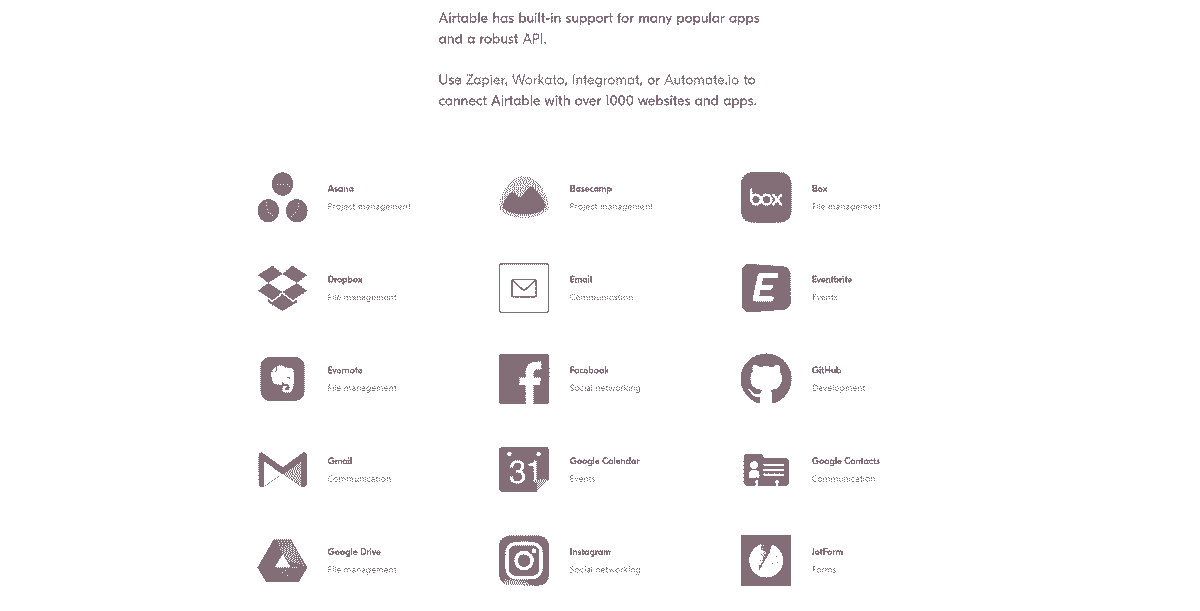 Airtable has built-in support for many popular apps
and a robust API.
Use Zapier, Workato, Integromat, or Automate.io to
connect Airtable with over 1000 websites and apps.
Asana
Project management
Basecamp
Project management
box
Box
File management
Dropbox
File management
Email
Communication
E
Eventbrite
Events
Evernote
File management
f
Facebook
Social networking
GitHub
Development
Gmail
Communication
31
Google Calendar
Events
Google Contacts
Communication
Google Drive
File management
Instagram
Social networking
JotForm
Forms